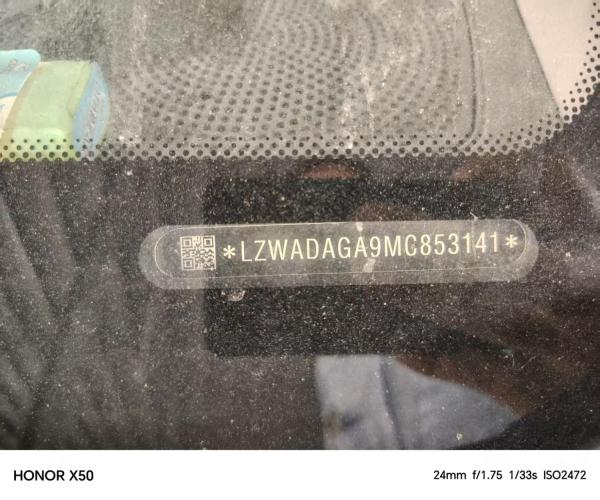 *LZWADAGA9MC853141*
HONOR X50
24mm f/1.75 1/33s ISO2472